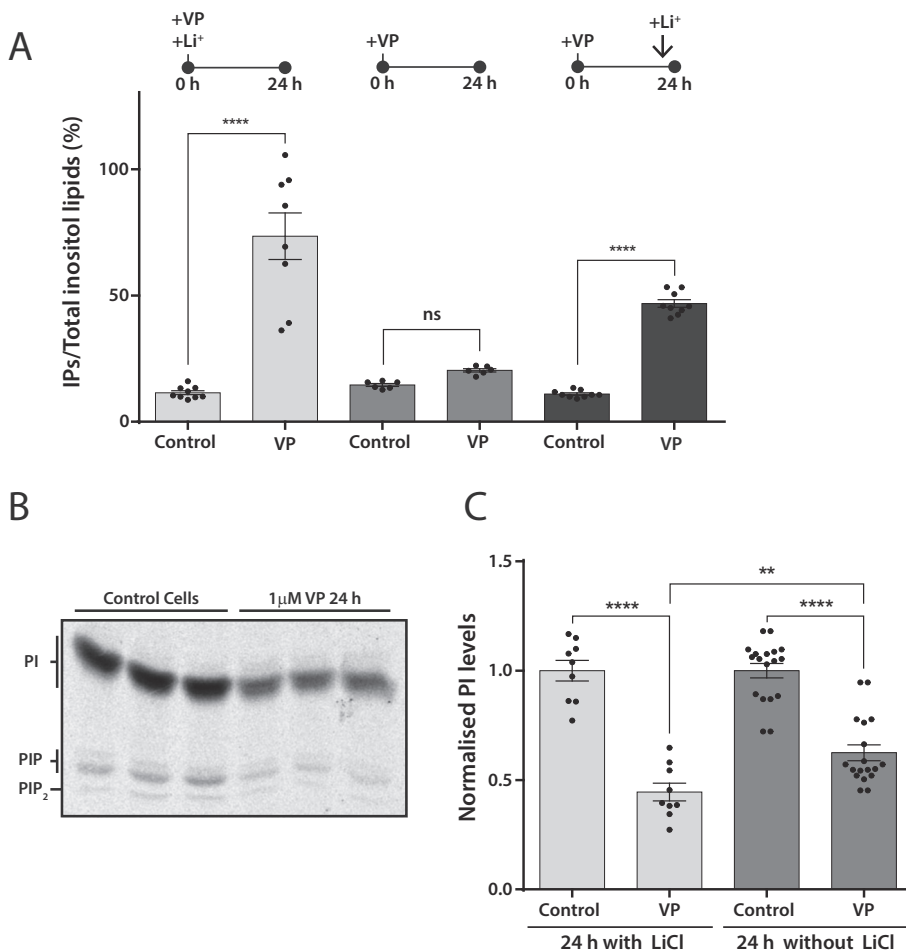 A
+VP
+Li⁺
0 h
24 h
+VP
0 h
24 h
+VP
+Li⁺
0 h
24 h
IPs/Total inositol lipids (%)
100
50
0
****
ns
****
Control
VP
Control
VP
Control
VP
B
Control Cells
1μM VP 24 h
PI
PIP
PIP₂
C
Normalised PI levels
1.5
1.0
0.5
0.0
****
**
****
Control
VP
Control
VP
24 h with LiCl
24 h without LiCl